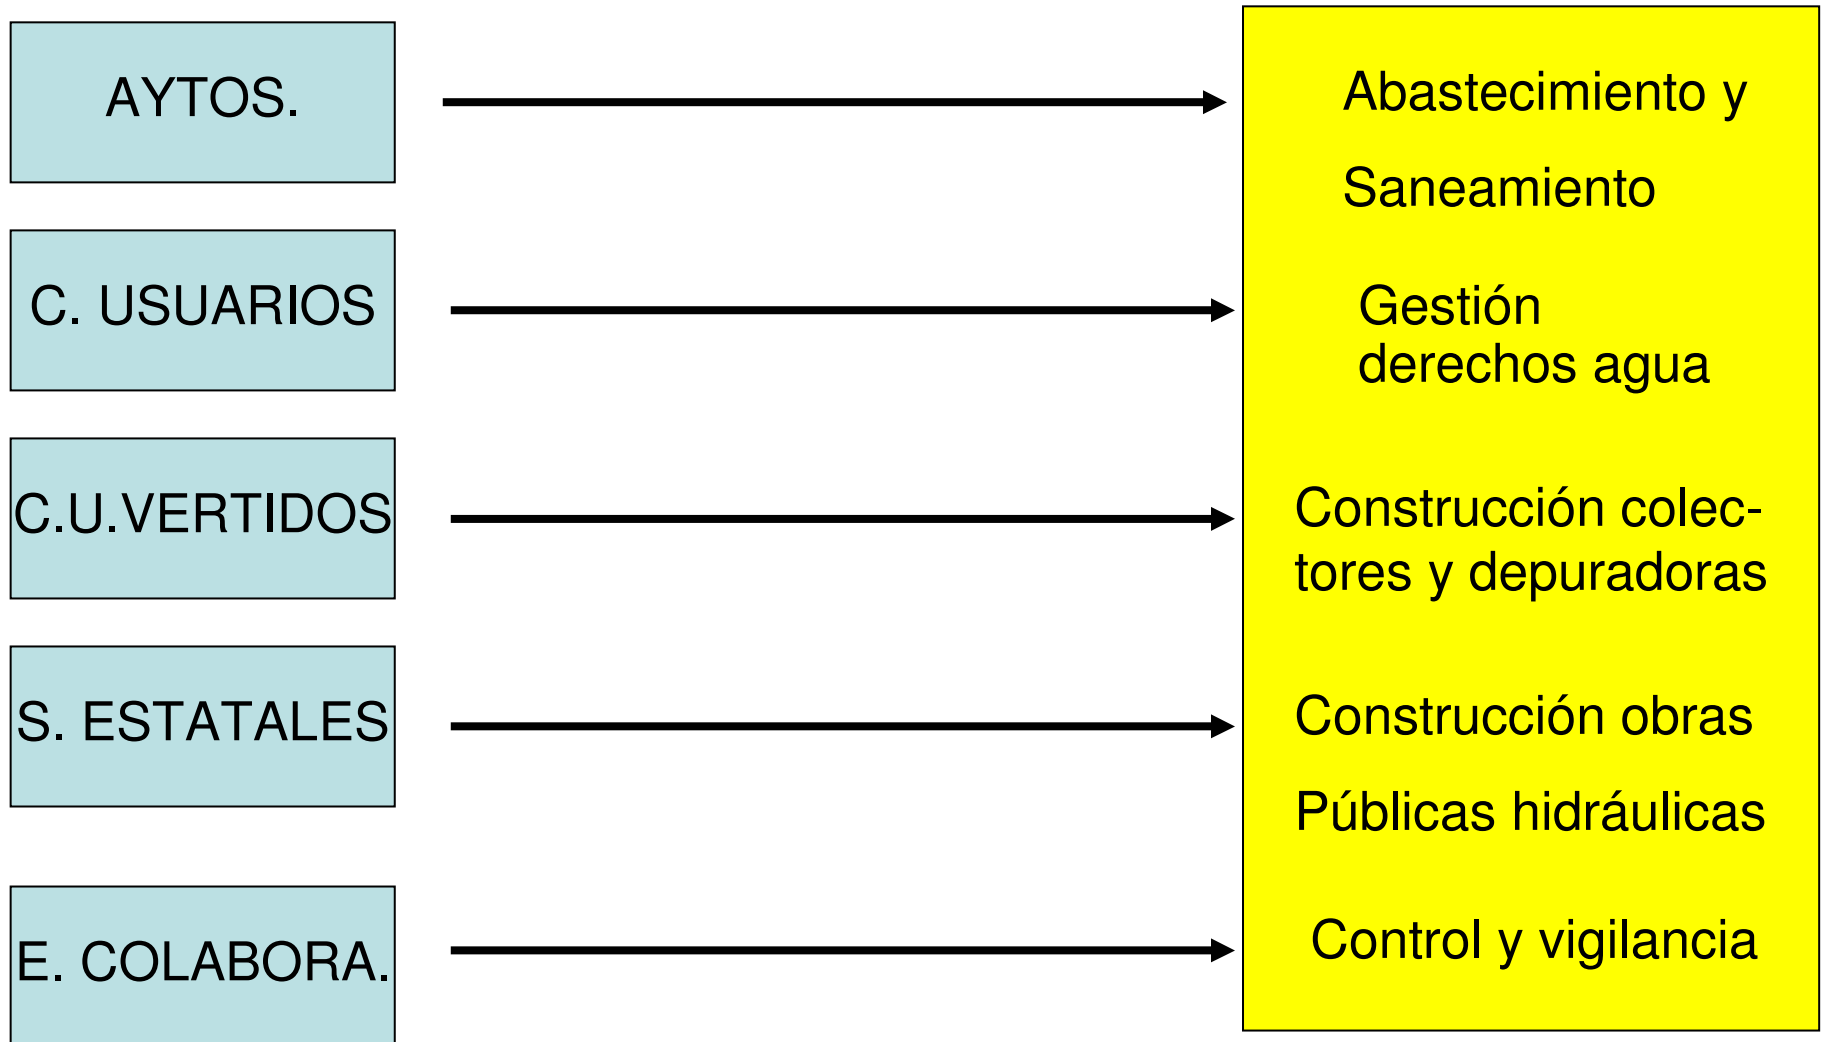 AYTOS.
Abastecimiento y
Saneamiento
C. USUARIOS
Gestión
derechos agua
C.U.VERTIDOS
Construcción colec-
tores y depuradoras
S. ESTATALES
Construcción obras
Públicas hidráulicas
E. COLABORA.
Control y vigilancia